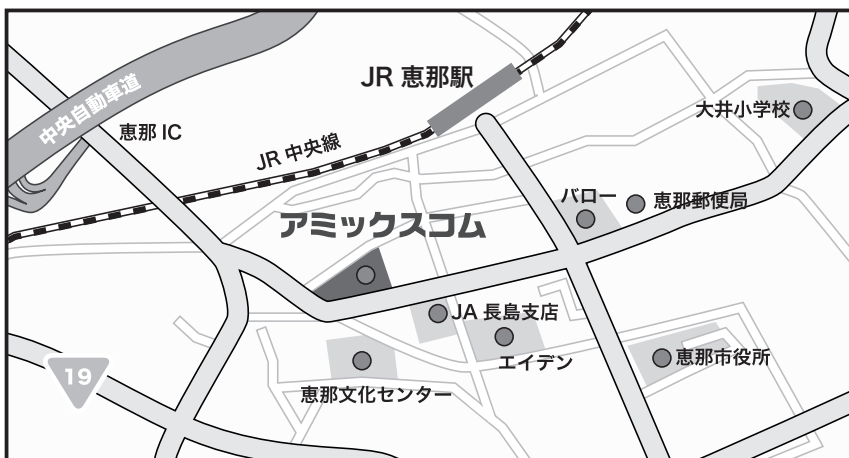 JR 恵那駅
中央自動車道
大井小学校
恵那 IC
JR 中央線
バロー
恵那郵便局
アミックスコム
JA 長島支店
エイデン
恵那市役所
19
恵那文化センター